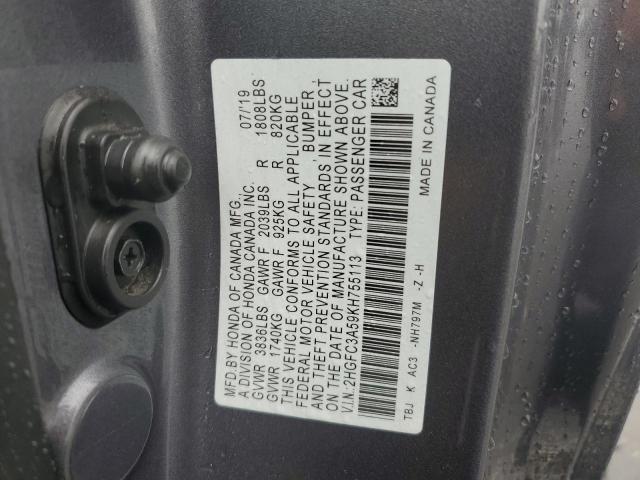 MFD.BY HONDA OF CANADA MFG. 07/'19
A DIVISION OF HONDA CANADA INC.
GVWR 3836LBS GAWR F 2039LBS R 1808LBS
GVWR 1740KG GAWR F 925KG R 820KG
THIS VEHICLE CONFORMS TO ALL APPLICABLE
FEDERAL MOTOR VEHICLE SAFETY , BUMPER ,
AND THEFT PREVENTION STANDARDS IN EFFECT
ON THE DATE OF MANUFACTURE SHOWN ABOVE.
V.I.N.:2HGFC3A59KH755113 TYPE: PASSENGER CAR
TBJ K AC3 -NH797M -Z -H MADE IN CANADA